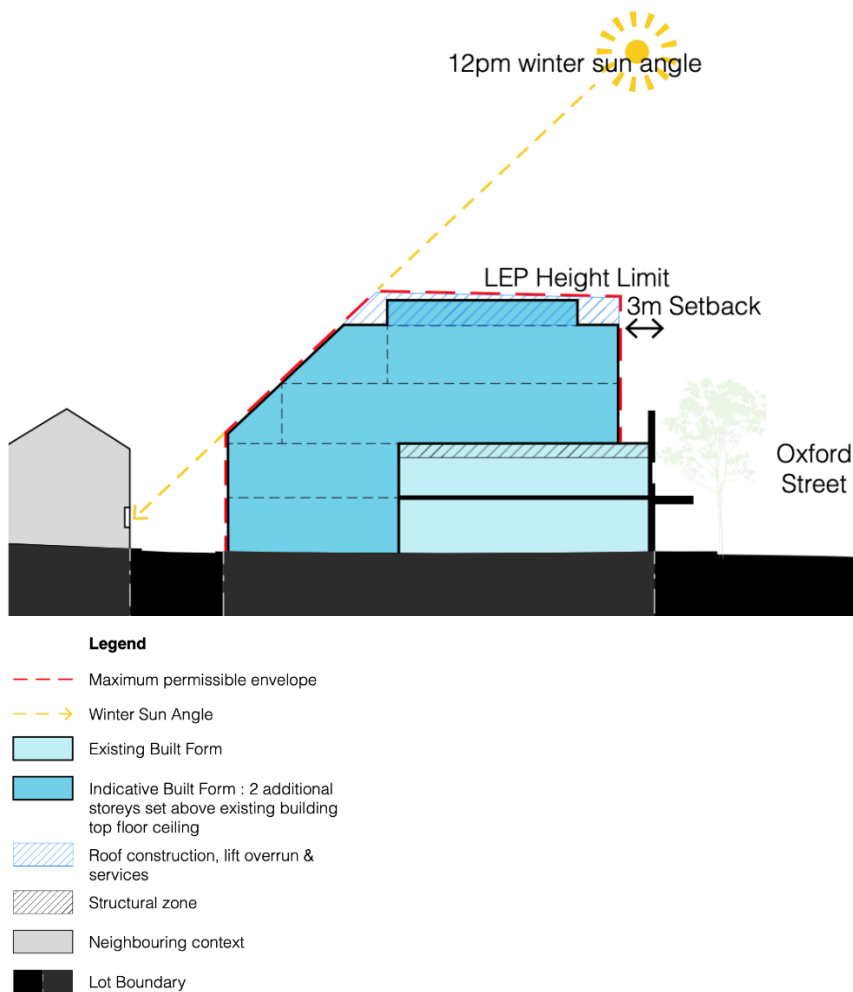 12pm winter sun angle
LEP Height Limit
3m Setback
Oxford
Street
Legend
Maximum permissible envelope
Winter Sun Angle
Existing Built Form
Indicative Built Form : 2 additional
storeys set above existing building
top floor ceiling
Roof construction, lift overrun &
services
Structural zone
Neighbouring context
Lot Boundary